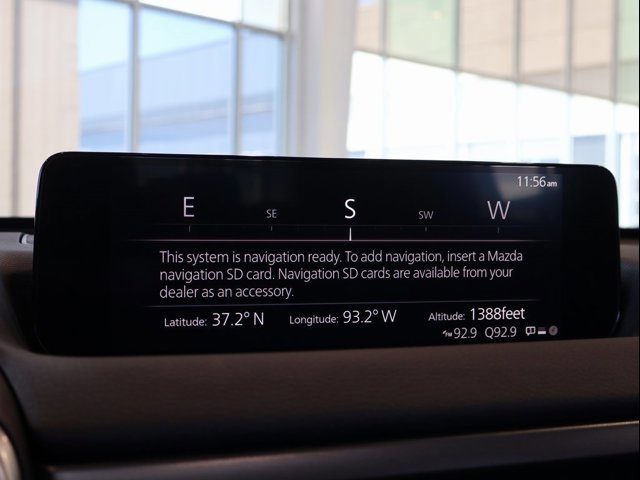 11:56am
E SE S SW W
This system is navigation ready. To add navigation, insert a Mazda
navigation SD card. Navigation SD cards are available from your
dealer as an accessory.
Latitude: 37.2° N Longitude: 93.2° W Altitude: 1388feet
FM 92.9 Q92.9